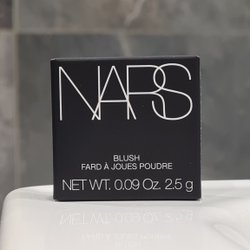 NARS
BLUSH
FARD À JOUES POUDRE
NET WT. 0.09 Oz. 2.5 g